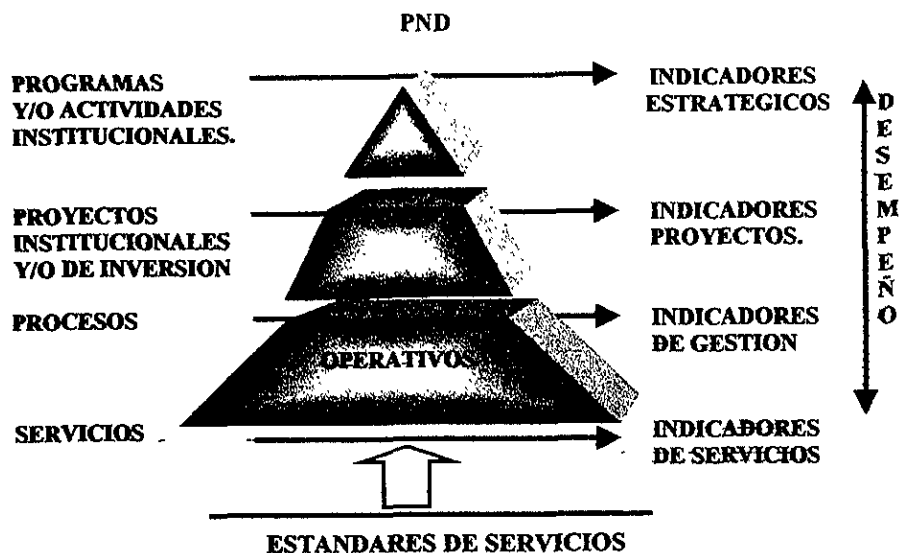 PND
PROGRAMAS
Y/O ACTIVIDADES
INSTITUCIONALES.
INDICADORES
ESTRATEGICOS
PROYECTOS
INSTITUCIONALES
Y/O DE INVERSION
INDICADORES
PROYECTOS.
PROCESOS
OPERATIVOS
INDICADORES
DE GESTION
SERVICIOS
INDICADORES
DE SERVICIOS
DESEMPEÑO
ESTANDARES DE SERVICIOS